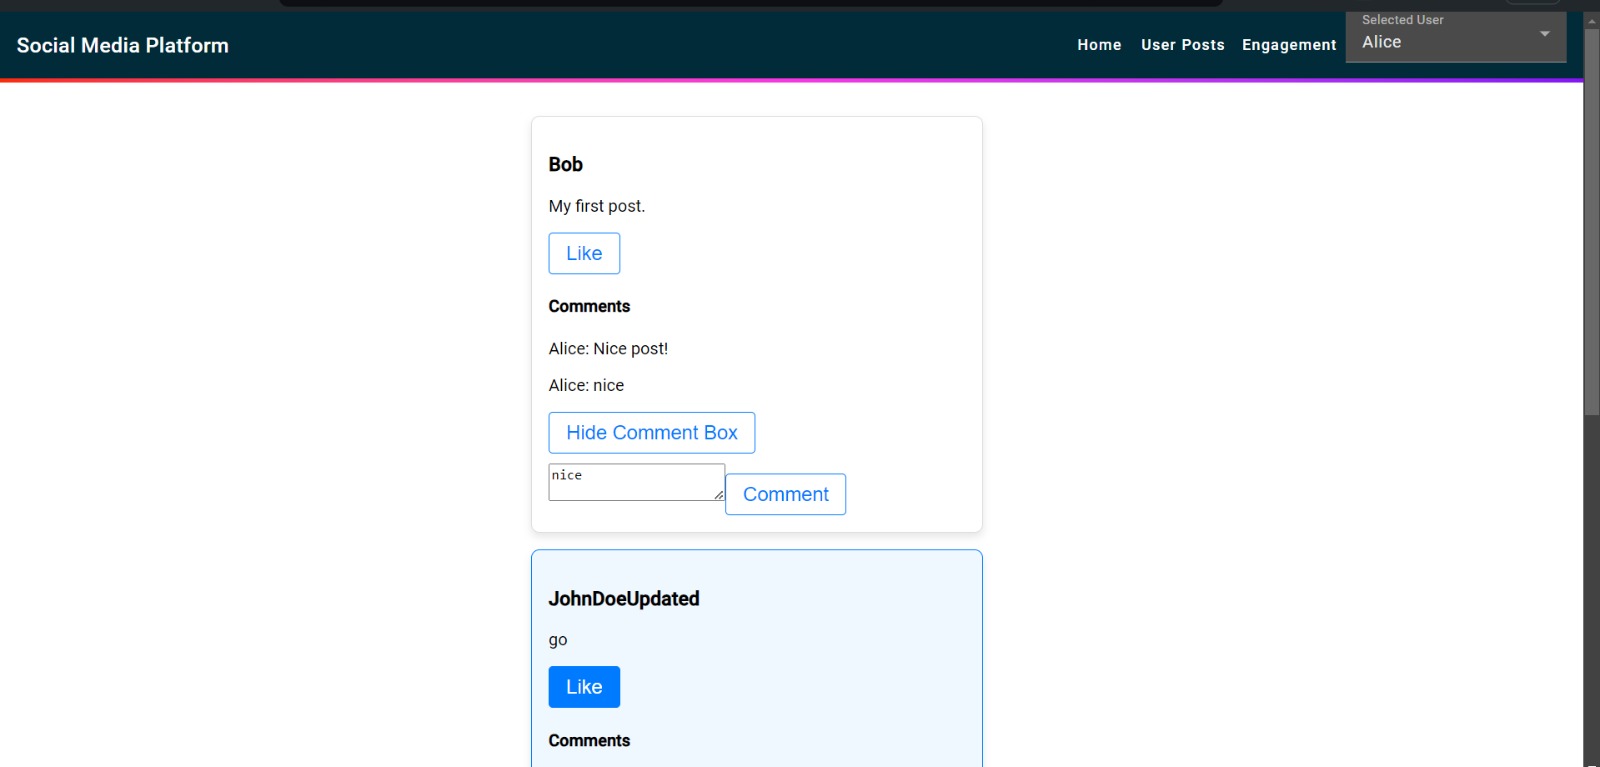 Social Media Platform
Home User Posts Engagement
Selected User
Alice
Bob
My first post.
Like
Comments
Alice: Nice post!
Alice: nice
Hide Comment Box
nice
Comment
JohnDoeUpdated
go
Like
Comments